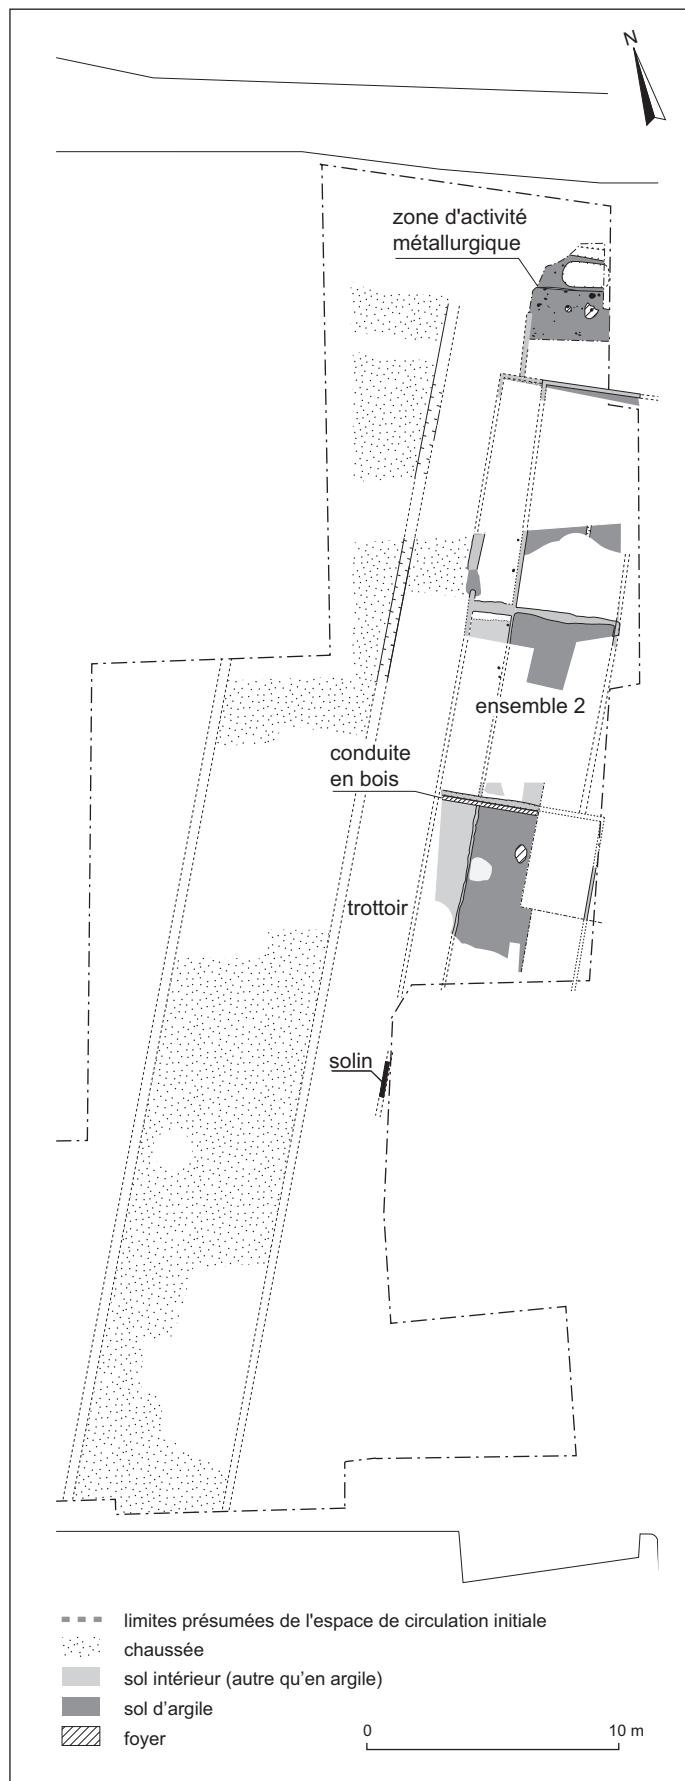 N
zone d'activité
métallurgique
ensemble 2
conduite
en bois
trottoir
solin
limites présumées de l'espace de circulation initiale
chaussée
sol intérieur (autre qu’en argile)
sol d’argile
foyer
0 10 m